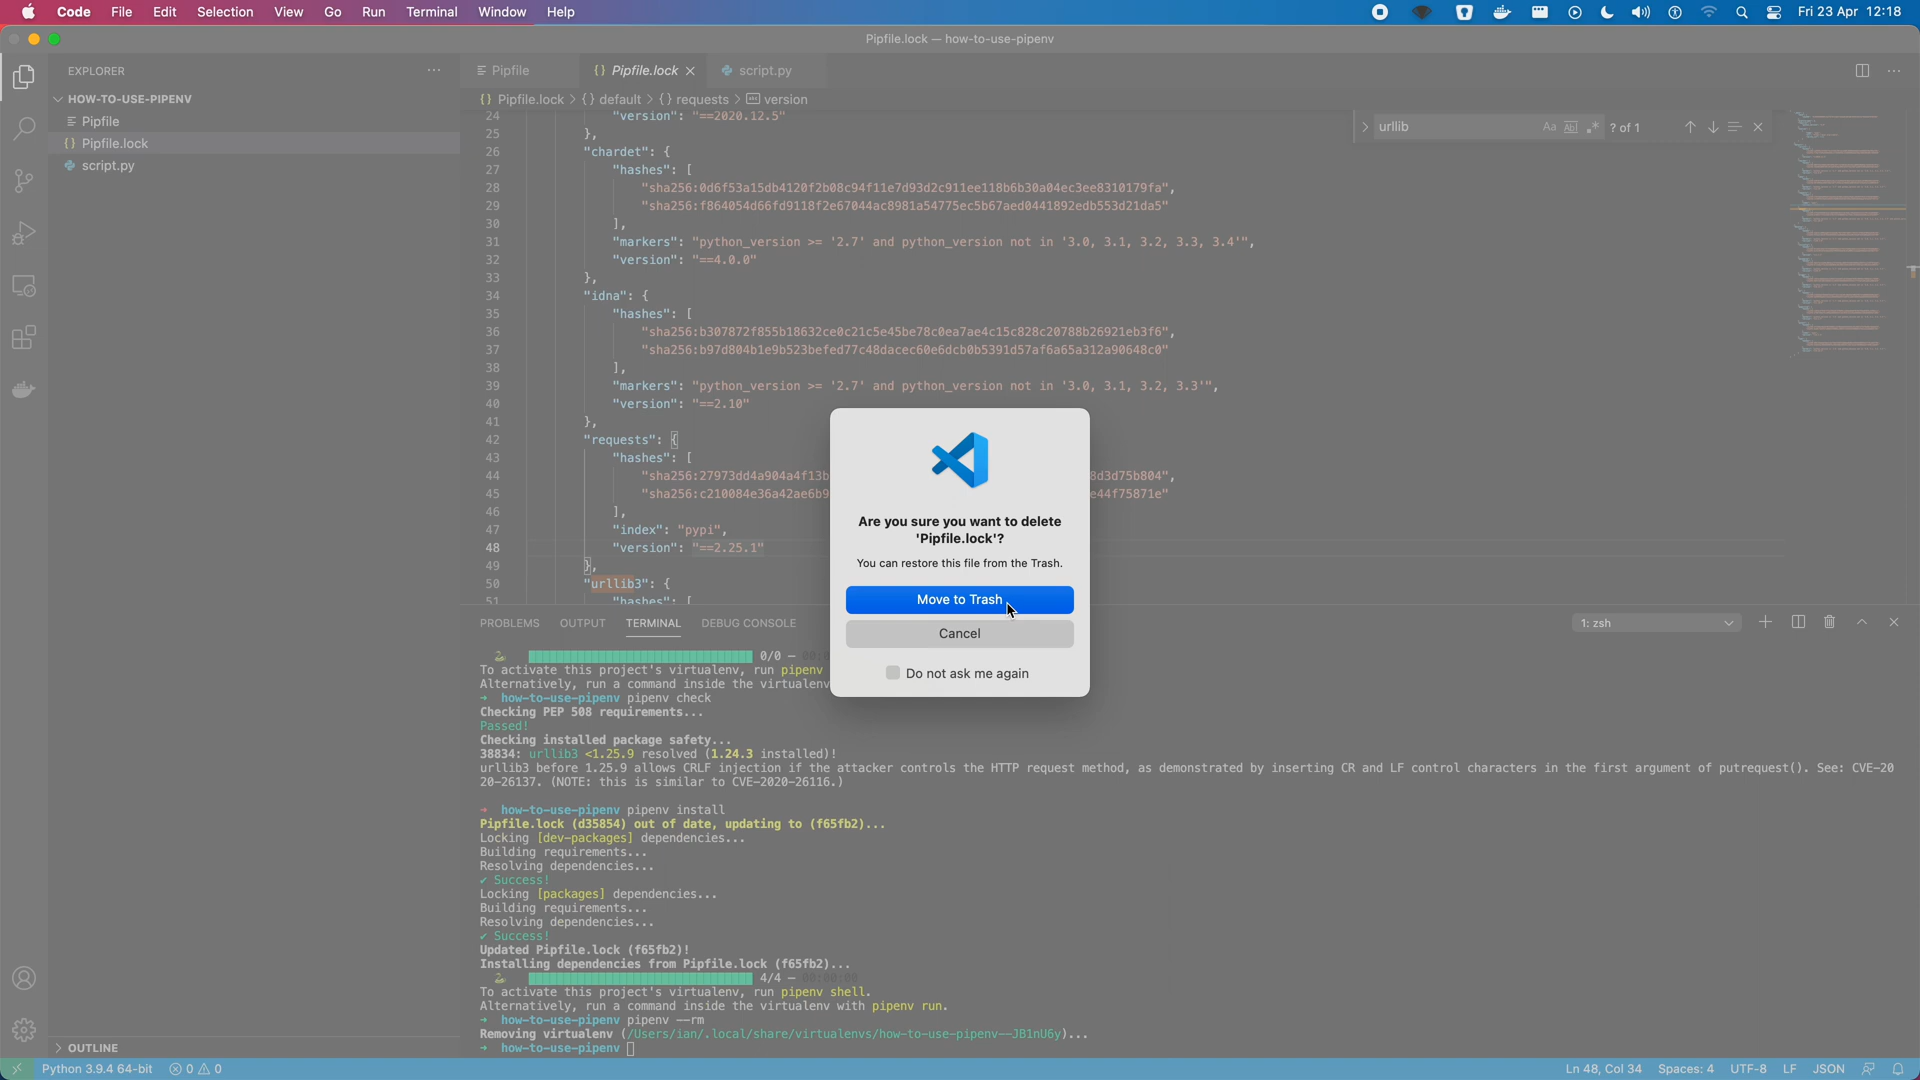 Code File Edit Selection View Go Run Terminal Window Help Fri 23 Apr 12:18
Pipfile.lock — how-to-use-pipenv
EXPLORER
HOW-TO-USE-PIPENV
Pipfile
{} Pipfile.lock
script.py
OUTLINE
Pipfile {} Pipfile.lock script.py
{} Pipfile.lock > {} default > {} requests > version
urllib Aa Abl .* ? of 1
24 "version": "==2020.12.5"
25 },
26 "chardet": {
27 "hashes": [
28 "sha256:0d6f53a15db4120f2b08c94f11e7d93d2c911ee118b6b30a04ec3ee8310179fa",
29 "sha256:f864054d66fd9118f2e67044ac8981a54775ec5b67aed0441892edb553d21da5"
30 ],
31 "markers": "python_version >= '2.7' and python_version not in '3.0, 3.1, 3.2, 3.3, 3.4'",
32 "version": "==4.0.0"
33 },
34 "idna": {
35 "hashes": [
36 "sha256:b307872f855b18632ce0c21c5e45be78c0ea7ae4c15c828c20788b26921eb3f6",
37 "sha256:b97d804b1e9b523befed77c48dacec60e6dcb0b5391d57af6a65a312a90648c0"
38 ],
39 "markers": "python_version >= '2.7' and python_version not in '3.0, 3.1, 3.2, 3.3'",
40 "version": "==2.10"
41 },
42 "requests": {
43 "hashes": [
44 "sha256:27973dd4a904a4f13b 8d3d75b804",
45 "sha256:c210084e36a42ae6b9 e44f75871e"
46 ],
47 "index": "pypi",
48 "version": "==2.25.1"
49 },
50 "urllib3": {
51 "hashes": [
Are you sure you want to delete
'Pipfile.lock'?
You can restore this file from the Trash.
Move to Trash
Cancel
Do not ask me again
PROBLEMS OUTPUT TERMINAL DEBUG CONSOLE 1: zsh
0/0 —
To activate this project's virtualenv, run pipenv
Alternatively, run a command inside the virtualenv
➜ how-to-use-pipenv pipenv check
Checking PEP 508 requirements...
Passed!
Checking installed package safety...
38834: urllib3 <1.25.9 resolved (1.24.3 installed)!
urllib3 before 1.25.9 allows CRLF injection if the attacker controls the HTTP request method, as demonstrated by inserting CR and LF control characters in the first argument of putrequest(). See: CVE-20
20-26137. (NOTE: this is similar to CVE-2020-26116.)
➜ how-to-use-pipenv pipenv install
Pipfile.lock (d35854) out of date, updating to (f65fb2)...
Locking [dev-packages] dependencies...
Building requirements...
Resolving dependencies...
✔ Success!
Locking [packages] dependencies...
Building requirements...
Resolving dependencies...
✔ Success!
Updated Pipfile.lock (f65fb2)!
Installing dependencies from Pipfile.lock (f65fb2)...
4/4 — 00:00:00
To activate this project's virtualenv, run pipenv shell.
Alternatively, run a command inside the virtualenv with pipenv run.
➜ how-to-use-pipenv pipenv --rm
Removing virtualenv (/Users/ian/.local/share/virtualenvs/how-to-use-pipenv--JB1nU6y)...
➜ how-to-use-pipenv
Python 3.9.4 64-bit 0 0 Ln 48, Col 34 Spaces: 4 UTF-8 LF JSON